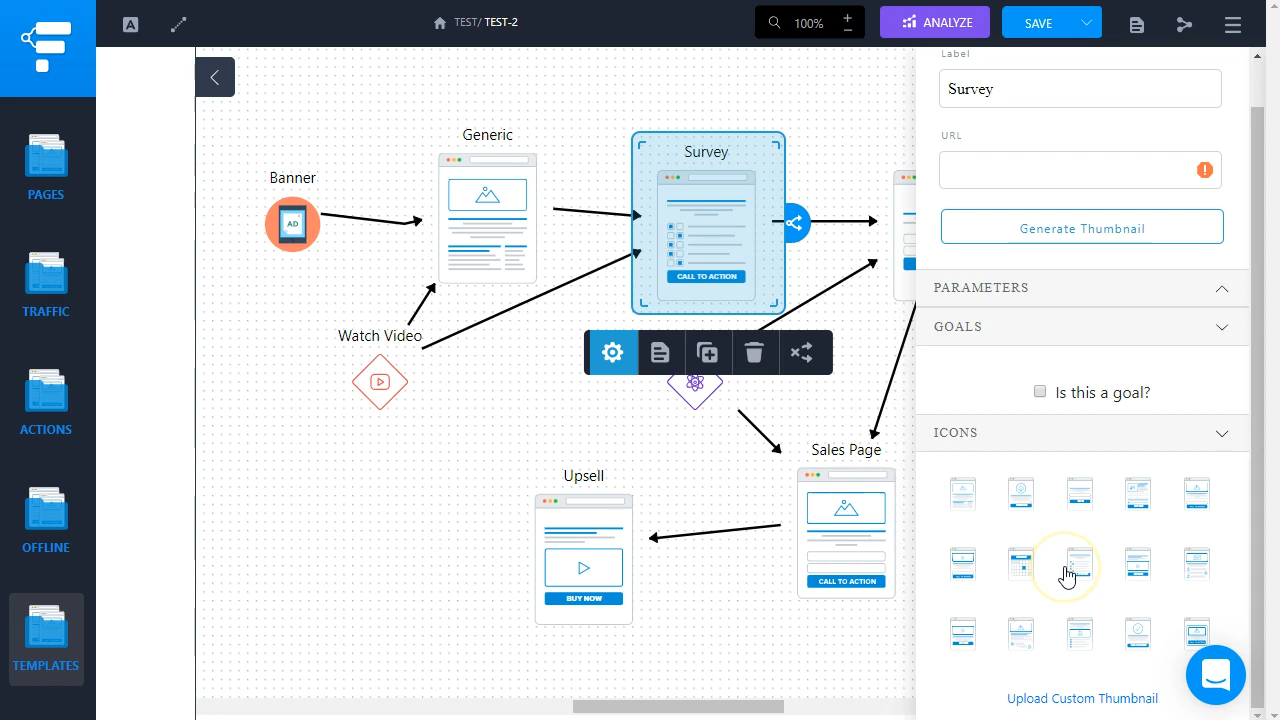 TEST/ TEST-2
100%
ANALYZE
SAVE
PAGES
TRAFFIC
ACTIONS
OFFLINE
TEMPLATES
Banner
AD
Generic
Survey
CALL TO ACTION
Watch Video
Upsell
BUY NOW
Sales Page
CALL TO ACTION
Label
Survey
URL
Generate Thumbnail
PARAMETERS
GOALS
Is this a goal?
ICONS
Upload Custom Thumbnail